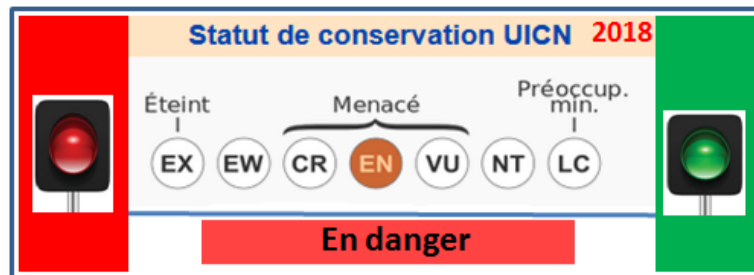 Statut de conservation UICN 2018
Éteint Menacé Préoccup. min.
EX EW CR EN VU NT LC
En danger